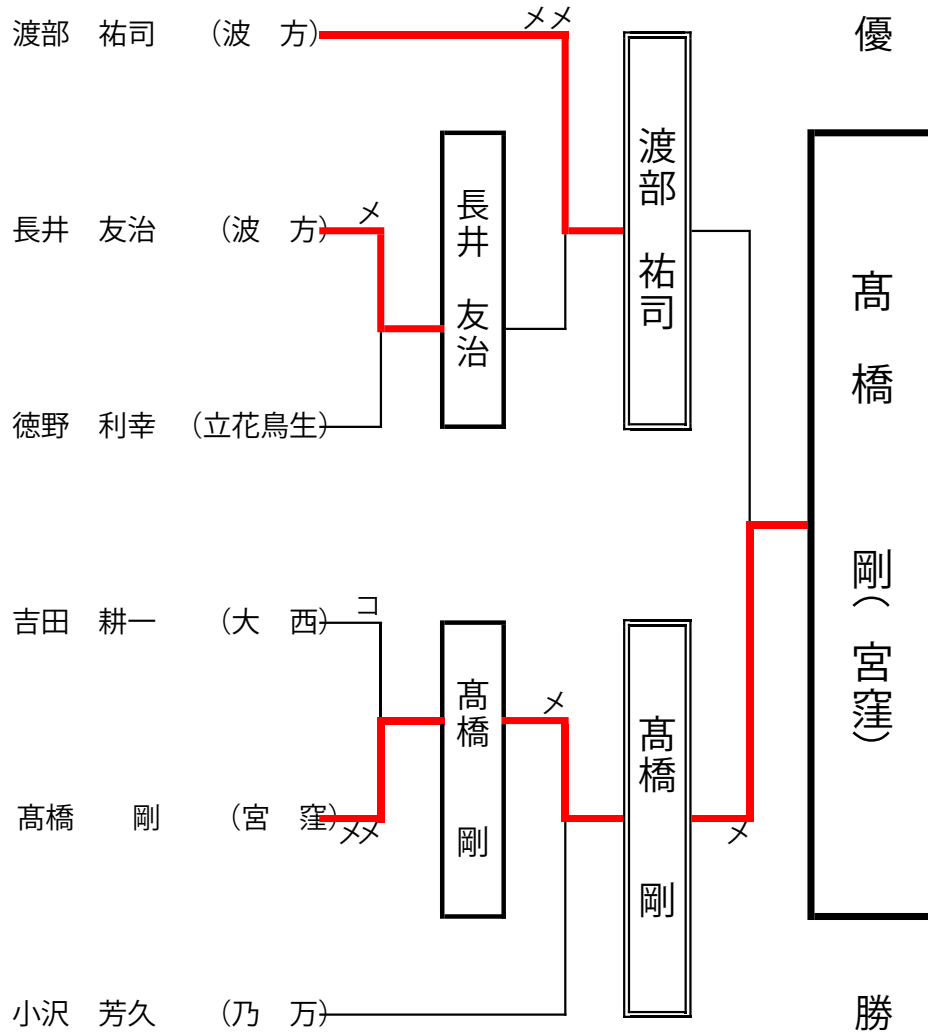 渡部　祐司　（波　方）
メメ
長井　友治　（波　方）
メ
徳野　利幸　（立花鳥生）
長井　友治
渡部　祐司
吉田　耕一　（大　西）
コ
髙橋　　剛　（宮　窪）
メメ
小沢　芳久　（乃　万）
髙橋　剛
メ
髙橋　剛
メ
優
髙橋　剛（宮窪）
勝